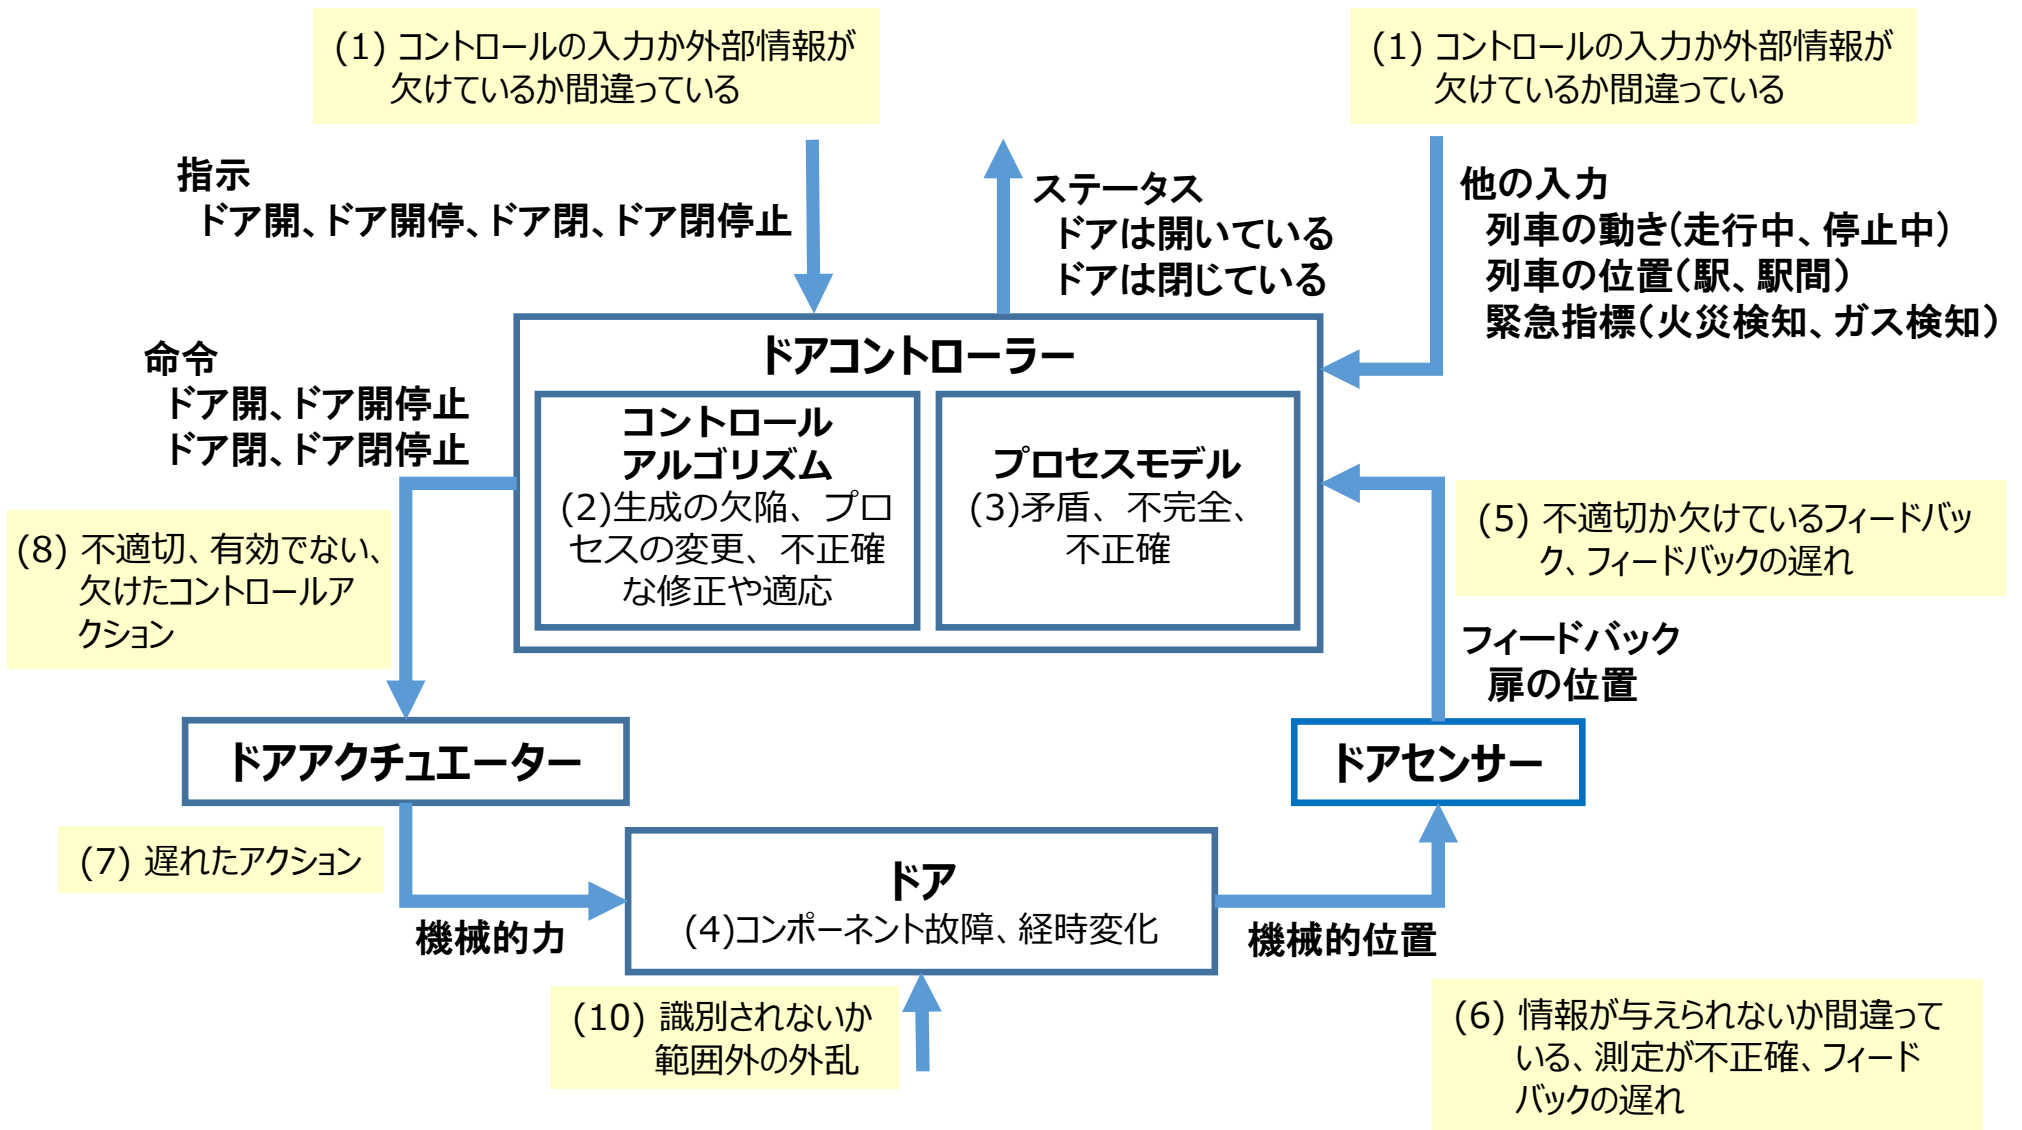 (1) コントロールの入力か外部情報が
欠けているか間違っている
(1) コントロールの入力か外部情報が
欠けているか間違っている
指示
ドア開、ドア開停、ドア閉、ドア閉停止
ステータス
ドアは開いている
ドアは閉じている
他の入力
列車の動き(走行中、停止中)
列車の位置(駅、駅間)
緊急指標(火災検知、ガス検知)
命令
ドア開、ドア開停止
ドア閉、ドア閉停止
ドアコントローラー
コントロール
アルゴリズム
(2)生成の欠陥、プロ
セスの変更、不正確
な修正や適応
プロセスモデル
(3)矛盾、不完全、
不正確
(8) 不適切、有効でない、
欠けたコントロールア
クション
(5) 不適切か欠けているフィードバッ
ク、フィードバックの遅れ
フィードバック
扉の位置
ドアアクチュエーター
ドアセンサー
(7) 遅れたアクション
機械的力
ドア
(4)コンポーネント故障、経時変化
機械的位置
(10) 識別されないか
範囲外の外乱
(6) 情報が与えられないか間違って
いる、測定が不正確、フィード
バックの遅れ